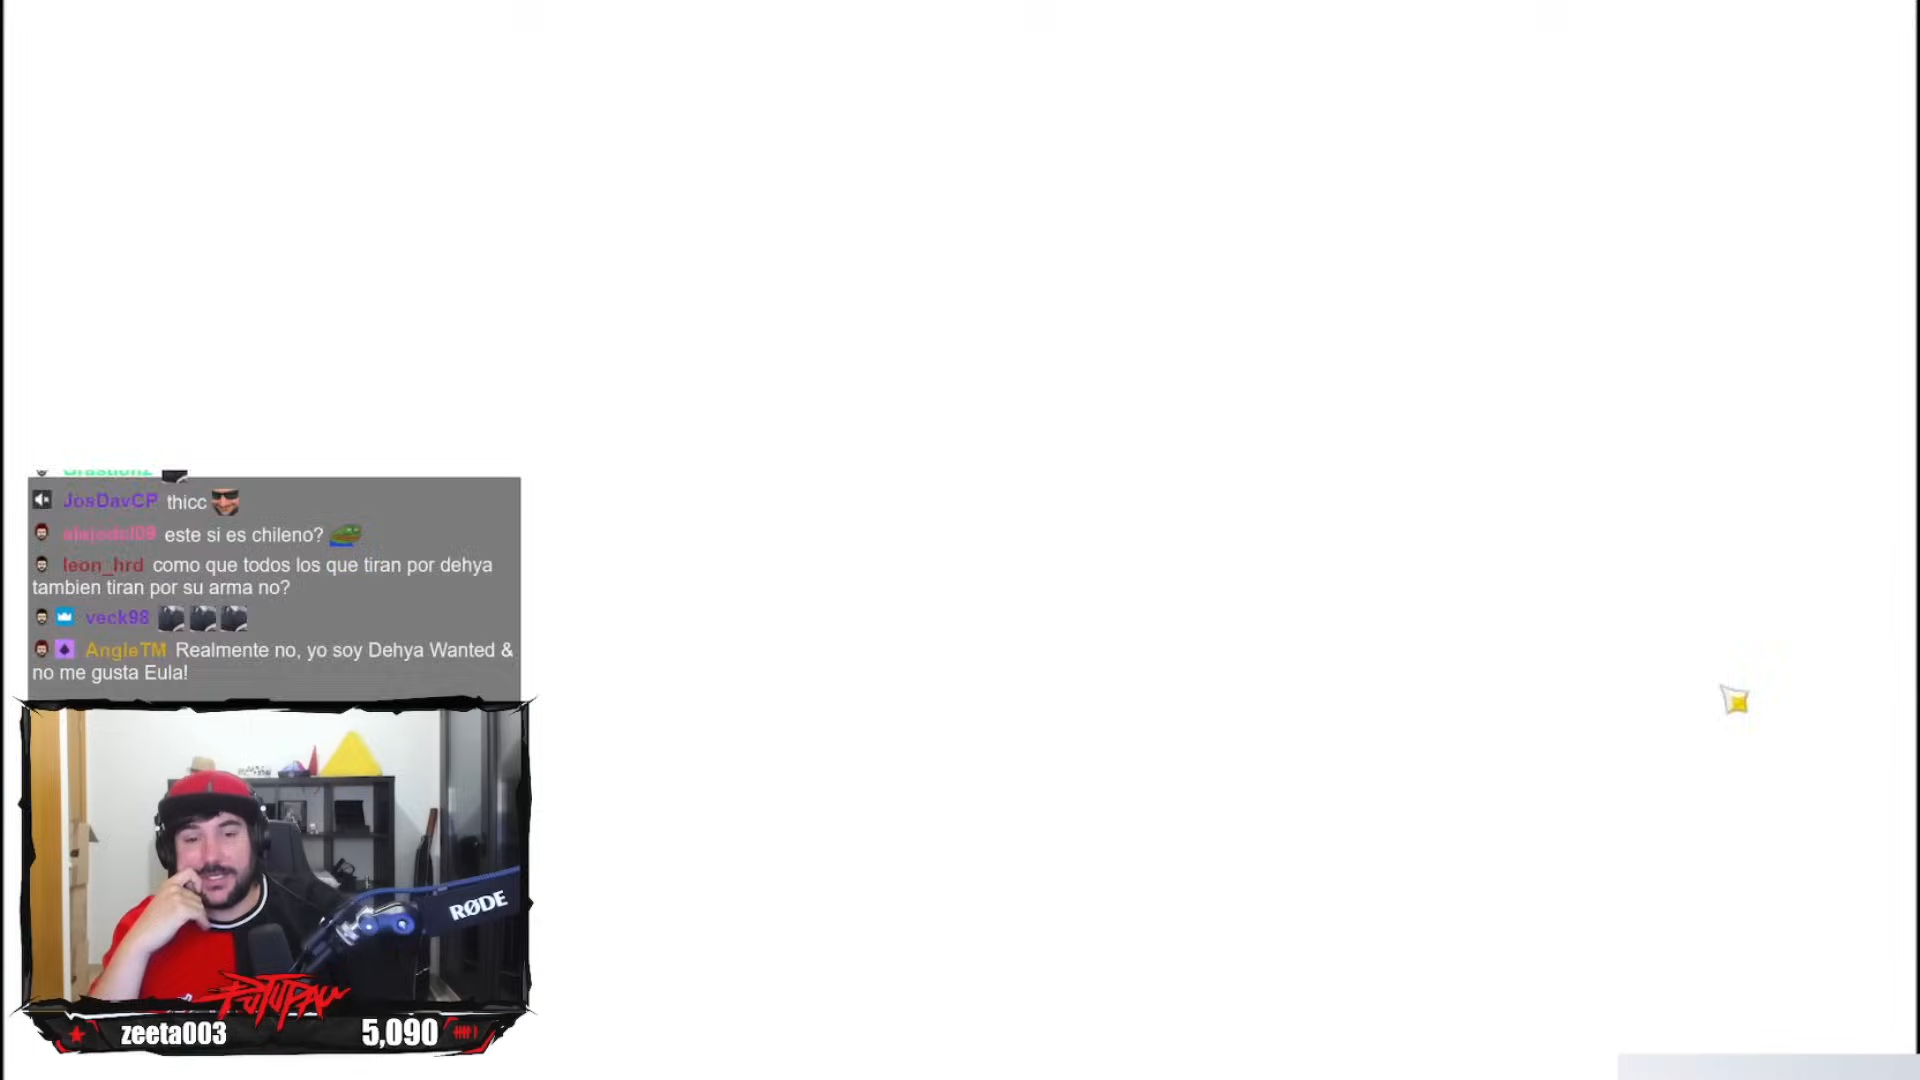 JosDavCP thicc
este si es chileno?
leon_hrd como que todos los que tiran por dehya
tambien tiran por su arma no?
veck98
AngleTM Realmente no, yo soy Dehya Wanted &
no me gusta Eula!
RØDE
PUTUPAU
zeeta003 5,090